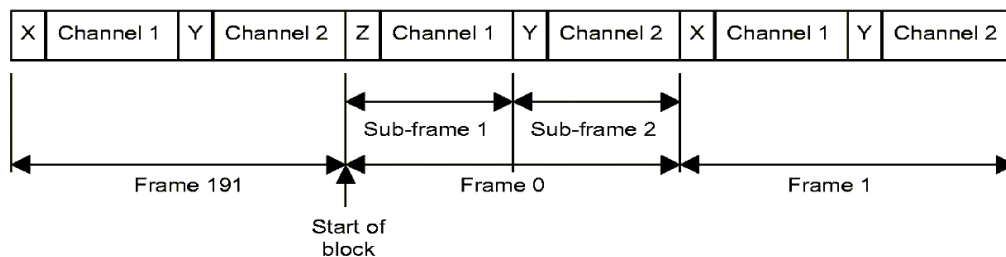 X Channel 1 Y Channel 2 Z Channel 1 Y Channel 2 X Channel 1 Y Channel 2
Sub-frame 1 Sub-frame 2
Frame 191 Frame 0 Frame 1
Start of
block